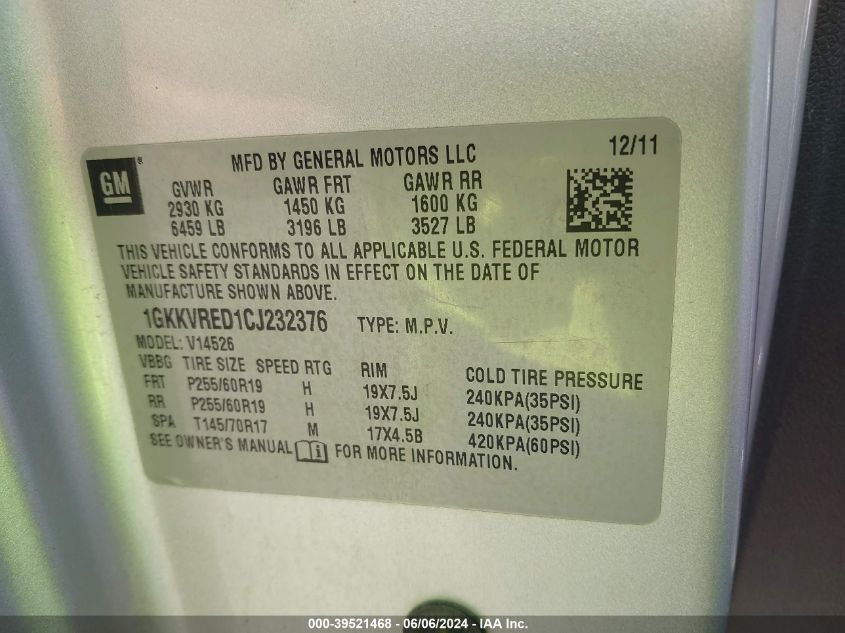 GM ® MFD BY GENERAL MOTORS LLC 12/11
GVWR GAWR FRT GAWR RR
2930 KG 1450 KG 1600 KG
6459 LB 3196 LB 3527 LB
THIS VEHICLE CONFORMS TO ALL APPLICABLE U.S. FEDERAL MOTOR
VEHICLE SAFETY STANDARDS IN EFFECT ON THE DATE OF
MANUFACTURE SHOWN ABOVE.
1GKKVRED1CJ232376 TYPE: M.P.V.
MODEL: V14526
VBBG TIRE SIZE SPEED RTG RIM COLD TIRE PRESSURE
FRT P255/60R19 H 19X7.5J 240KPA(35PSI)
RR P255/60R19 H 19X7.5J 240KPA(35PSI)
SPA T145/70R17 M 17X4.5B 420KPA(60PSI)
SEE OWNER'S MANUAL i FOR MORE INFORMATION.
000-39521468 - 06/06/2024 - IAA Inc.